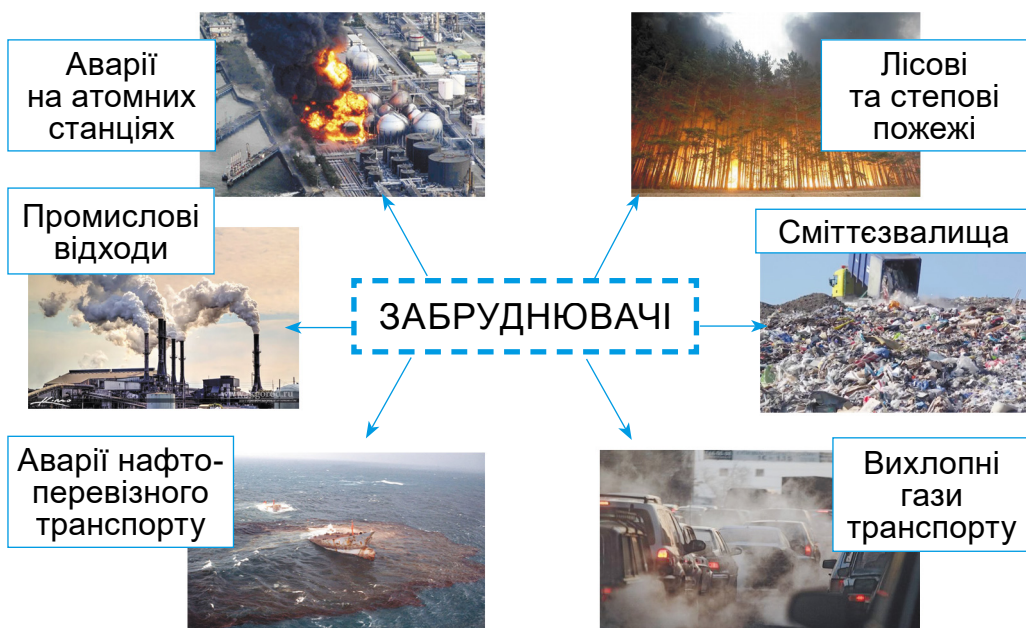 Аварії
на атомних
станціях
Лісові
та степові
пожежі
Промислові
відходи
Сміттєзвалища
ЗАБРУДНЮВАЧІ
Аварії нафто-
перевізного
транспорту
Вихлопні
гази
транспорту